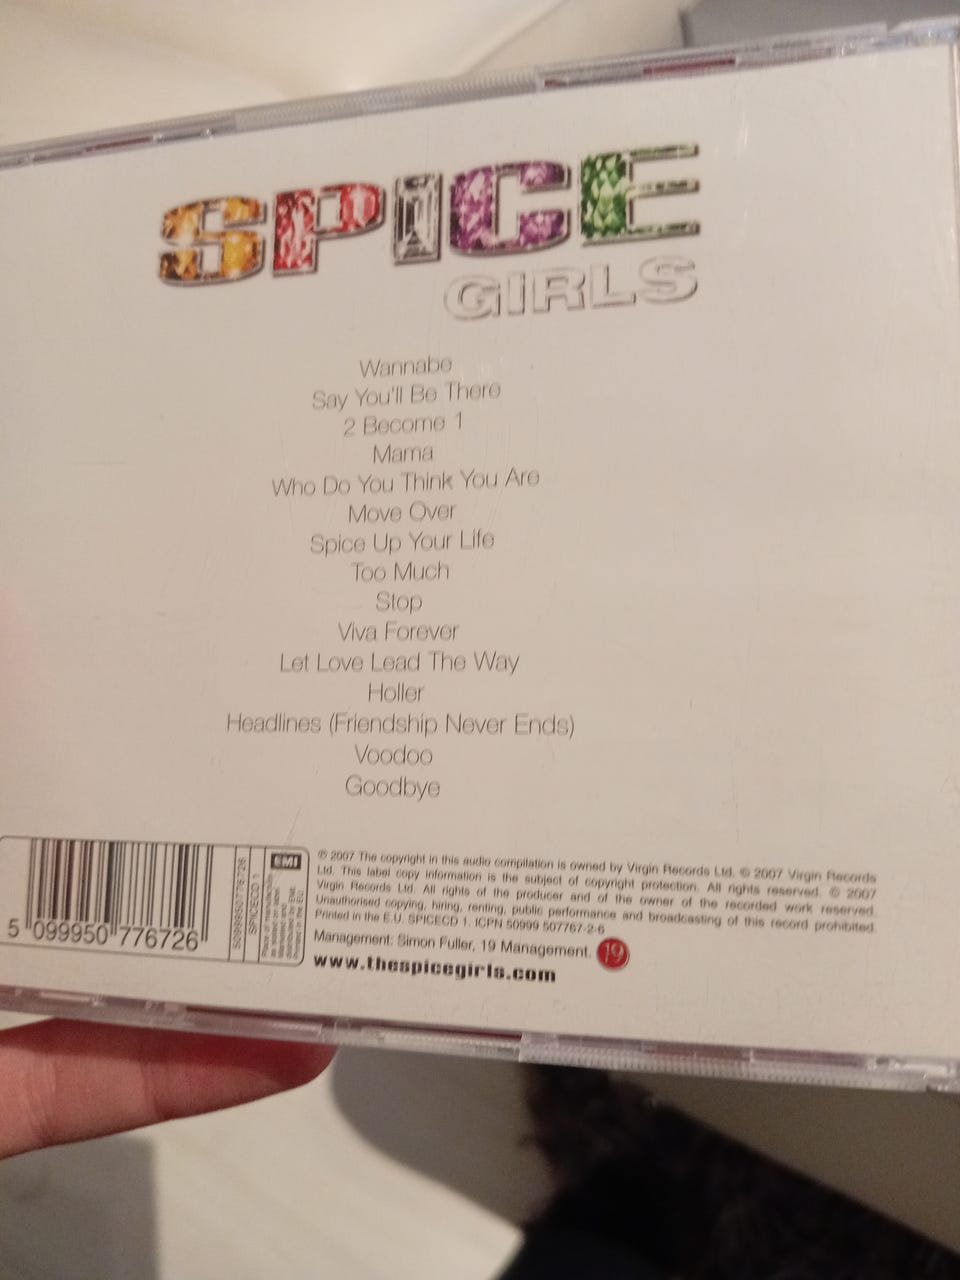 SPICE
GIRLS
Wannabe
Say You'll Be There
2 Become 1
Mama
Who Do You Think You Are
Move Over
Spice Up Your Life
Too Much
Stop
Viva Forever
Let Love Lead The Way
Holler
Headlines (Friendship Never Ends)
Voodoo
Goodbye
5 099950 776726
5099950776726
SPICECD 1
EMI
℗ 2007 The copyright in this audio compilation is owned by Virgin Records Ltd. © 2007 Virgin Records
Ltd. This label copy information is the subject of copyright protection. All rights reserved. © 2007
Virgin Records Ltd. All rights of the producer and of the owner of the recorded work reserved.
Unauthorised copying, hiring, renting, public performance and broadcasting of this record prohibited.
Printed in the E.U. SPICECD 1. ICPN 50999 507767-2-6
Management: Simon Fuller, 19 Management. 19
www.thespicegirls.com